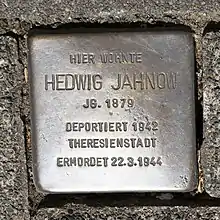 HIER WOHNTE
HEDWIG JAHNOW
JG. 1879
DEPORTIERT 1942
THERESIENSTADT
ERMORDET 22.3.1944